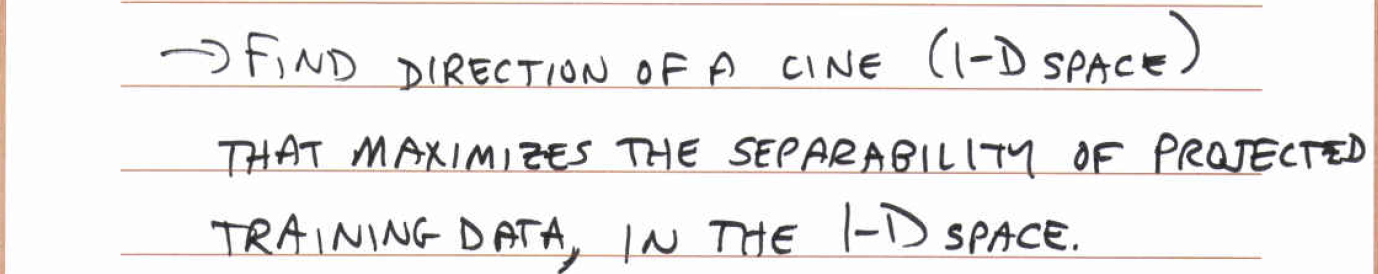 → FIND DIRECTION OF A LINE (1-D SPACE)
THAT MAXIMIZES THE SEPARABILITY OF PROJECTED
TRAINING DATA, IN THE 1-D SPACE.